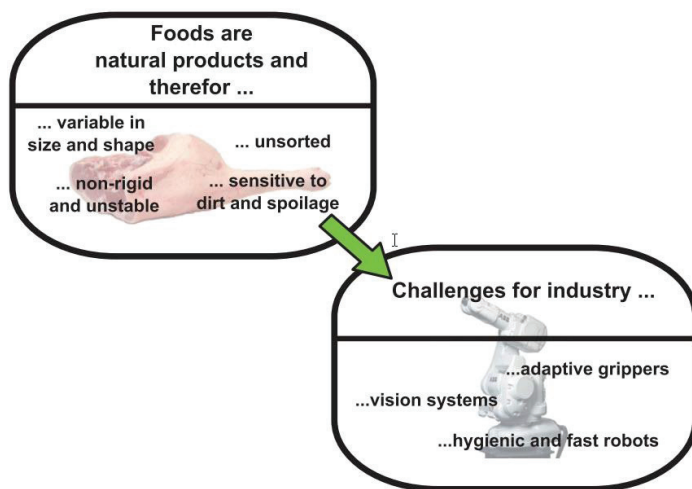 Foods are
natural products and
therefor ...
... variable in
size and shape
... unsorted
... non-rigid
and unstable
... sensitive to
dirt and spoilage
Challenges for industry ...
...adaptive grippers
...vision systems
...hygienic and fast robots